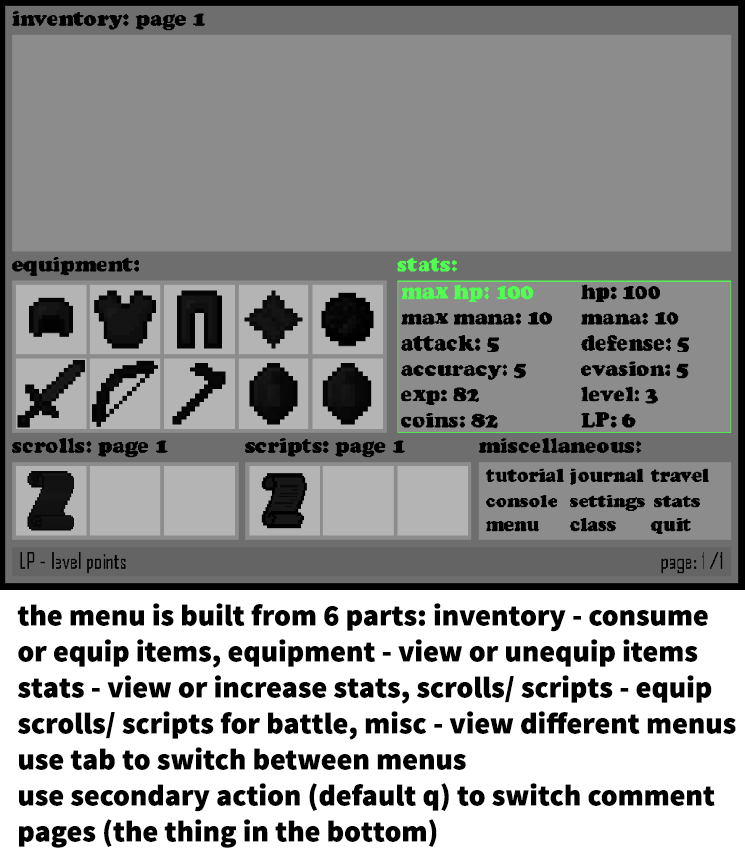 inventory: page 1
equipment:
stats:
max hp: 100 hp: 100
max mana: 10 mana: 10
attack: 5 defense: 5
accuracy: 5 evasion: 5
exp: 82 level: 3
coins: 82 LP: 6
scrolls: page 1 scripts: page 1 miscellaneous:
tutorial journal travel
console settings stats
menu class quit
LP - level points page: 1/1
the menu is built from 6 parts: inventory - consume
or equip items, equipment - view or unequip items
stats - view or increase stats, scrolls/ scripts - equip
scrolls/ scripts for battle, misc - view different menus
use tab to switch between menus
use secondary action (default q) to switch comment
pages (the thing in the bottom)